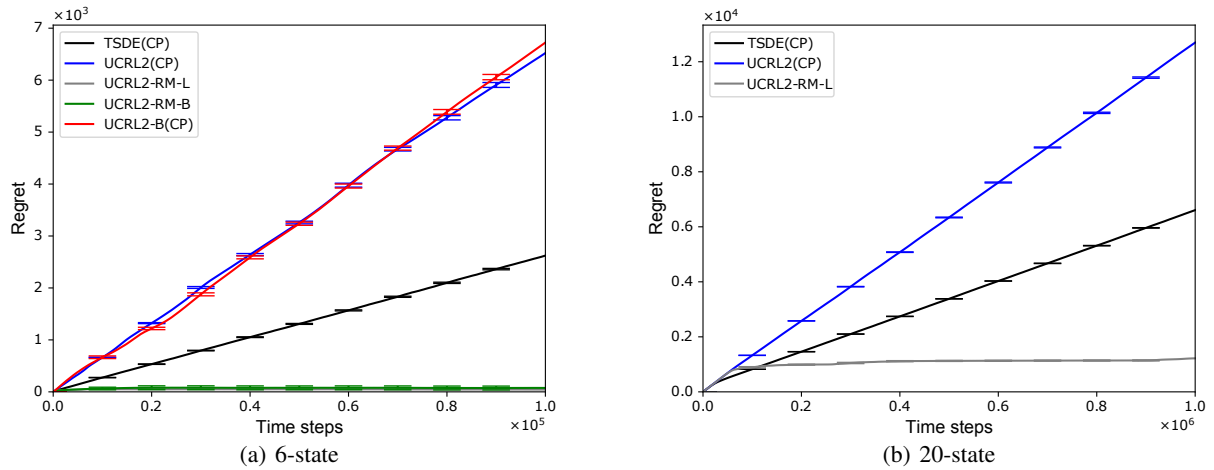 ×10³
7
6
5
4
3
2
1
0
Regret
TSDE(CP)
UCRL2(CP)
UCRL2-RM-L
UCRL2-RM-B
UCRL2-B(CP)
0.0 0.2 0.4 0.6 0.8 1.0
×10⁵
Time steps
(a) 6-state
×10⁴
1.2
1.0
0.8
0.6
0.4
0.2
0.0
Regret
TSDE(CP)
UCRL2(CP)
UCRL2-RM-L
0.0 0.2 0.4 0.6 0.8 1.0
×10⁶
Time steps
(b) 20-state